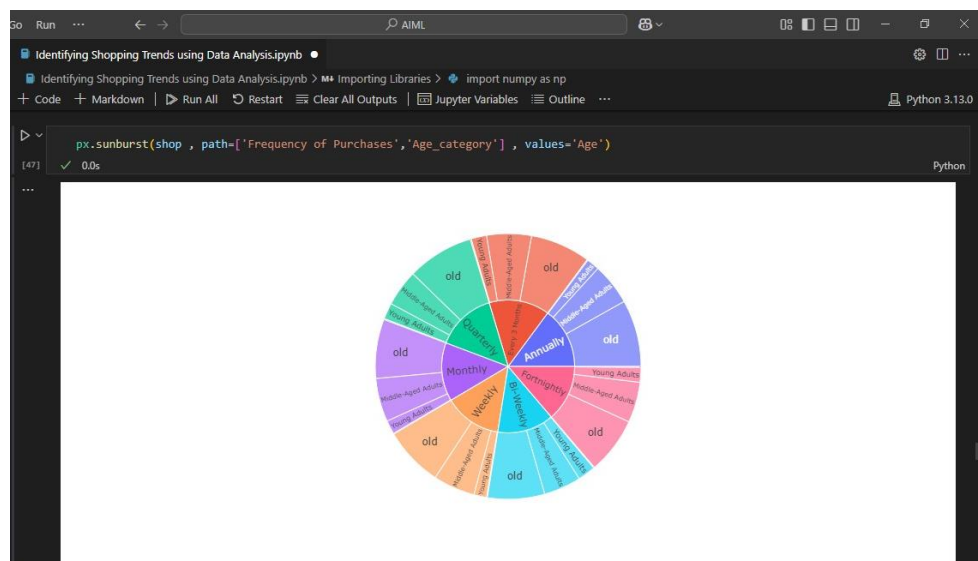 Go Run ... AIML
Identifying Shopping Trends using Data Analysis.ipynb
Identifying Shopping Trends using Data Analysis.ipynb > M↓ Importing Libraries > import numpy as np
+ Code + Markdown | Run All Restart Clear All Outputs | Jupyter Variables Outline ... Python 3.13.0
px.sunburst(shop , path=['Frequency of Purchases','Age_category'] , values='Age')
[47] 0.0s Python
...
Every 3 Months
Young Adults
Middle-Aged Adults
old
Annually
Young Adults
Middle-Aged Adults
old
Fortnightly
Young Adults
Middle-Aged Adults
old
Bi-Weekly
Young Adults
Middle-Aged Adults
old
Weekly
Young Adults
Middle-Aged Adults
old
Monthly
Young Adults
Middle-Aged Adults
old
Quarterly
Young Adults
Middle-Aged Adults
old